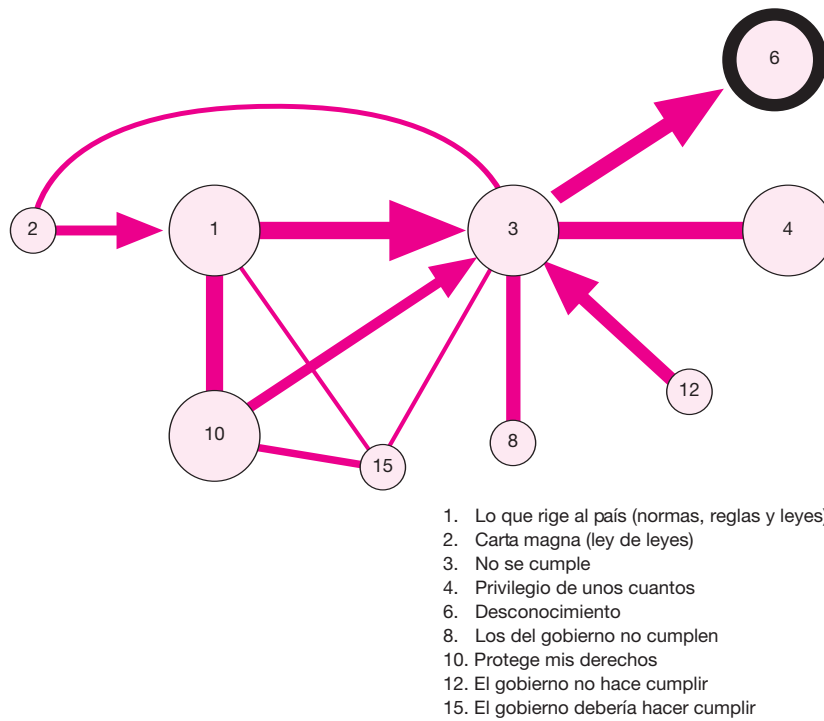 6
2
1
3
4
12
10
8
15
1. Lo que rige al país (normas, reglas y leyes)
2. Carta magna (ley de leyes)
3. No se cumple
4. Privilegio de unos cuantos
6. Desconocimiento
8. Los del gobierno no cumplen
10. Protege mis derechos
12. El gobierno no hace cumplir
15. El gobierno debería hacer cumplir